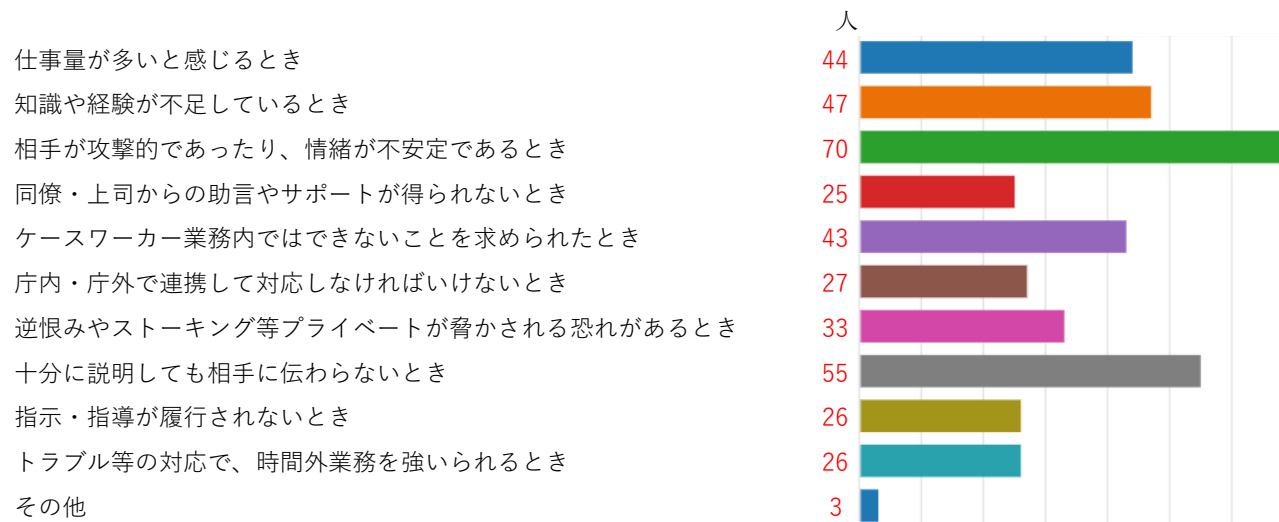 人
仕事量が多いと感じるとき 44
知識や経験が不足しているとき 47
相手が攻撃的であったり、情緒が不安定であるとき 70
同僚・上司からの助言やサポートが得られないとき 25
ケースワーカー業務内ではできないことを求められたとき 43
庁内・庁外で連携して対応しなければいけないとき 27
逆恨みやストーキング等プライベートが脅かされる恐れがあるとき 33
十分に説明しても相手に伝わらないとき 55
指示・指導が履行されないとき 26
トラブル等の対応で、時間外業務を強いられるとき 26
その他 3